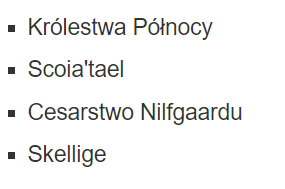 Królestwa Północy
Scoia'tael
Cesarstwo Nilfgaardu
Skellige